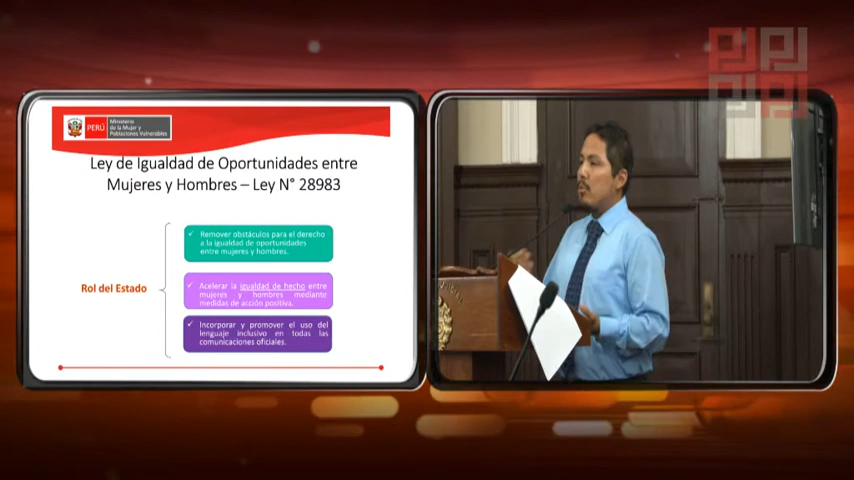 PERÚ
Ministerio
de la Mujer y
Poblaciones Vulnerables
Ley de Igualdad de Oportunidades entre
Mujeres y Hombres – Ley N° 28983
Rol del Estado
✓ Remover obstáculos para el derecho
a la igualdad de oportunidades
entre mujeres y hombres.
✓ Acelerar la igualdad de hecho entre
mujeres y hombres mediante
medidas de acción positiva.
✓ Incorporar y promover el uso del
lenguaje inclusivo en todas las
comunicaciones oficiales.